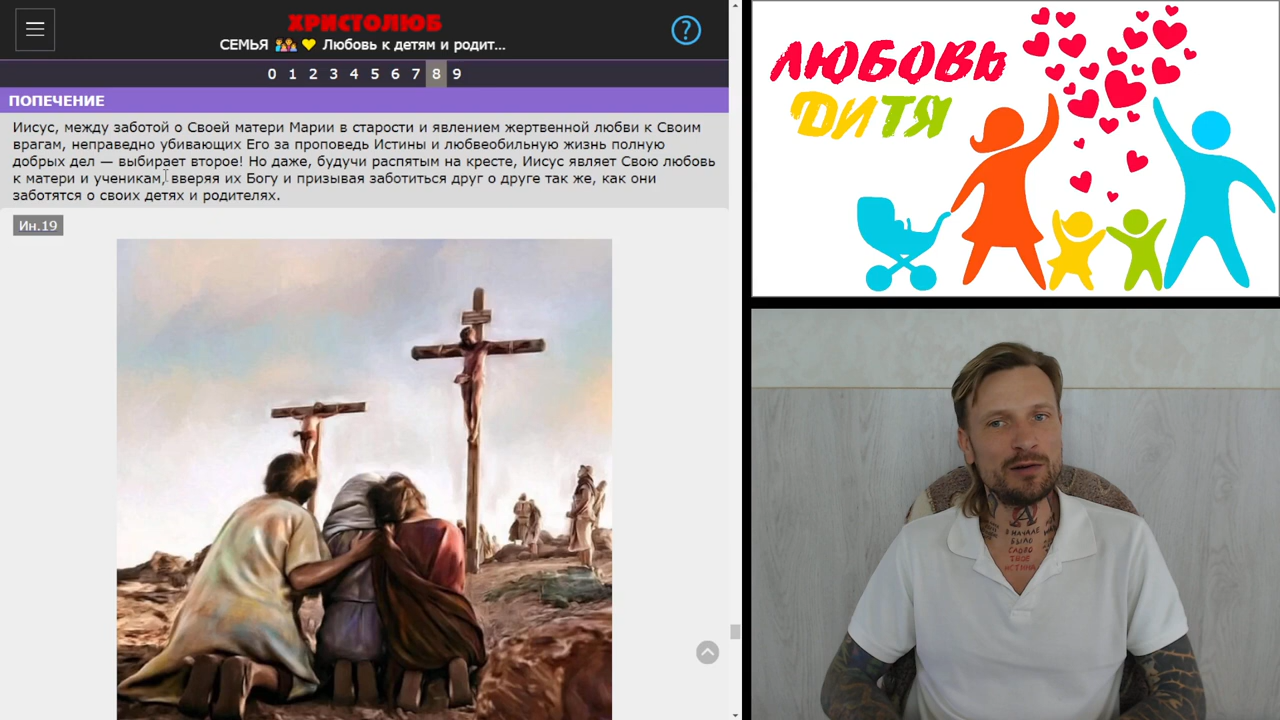 ХРИСТОЛЮБ
СЕМЬЯ 👨‍👩‍👧 💛 Любовь к детям и родит...
0 1 2 3 4 5 6 7 8 9
ПОПЕЧЕНИЕ
Иисус, между заботой о Своей матери Марии в старости и явлением жертвенной любви к Своим
врагам, неправедно убивающих Его за проповедь Истины и любвеобильную жизнь полную
добрых дел — выбирает второе! Но даже, будучи распятым на кресте, Иисус являет Свою любовь
к матери и ученикам, вверяя их Богу и призывая заботиться друг о друге так же, как они
заботятся о своих детях и родителях.
Ин.19
ЛЮБОВЬ
ДИТЯ
В НАЧАЛЕ
БЫЛО
СЛОВО
ТВОЕ
ИСТИНА